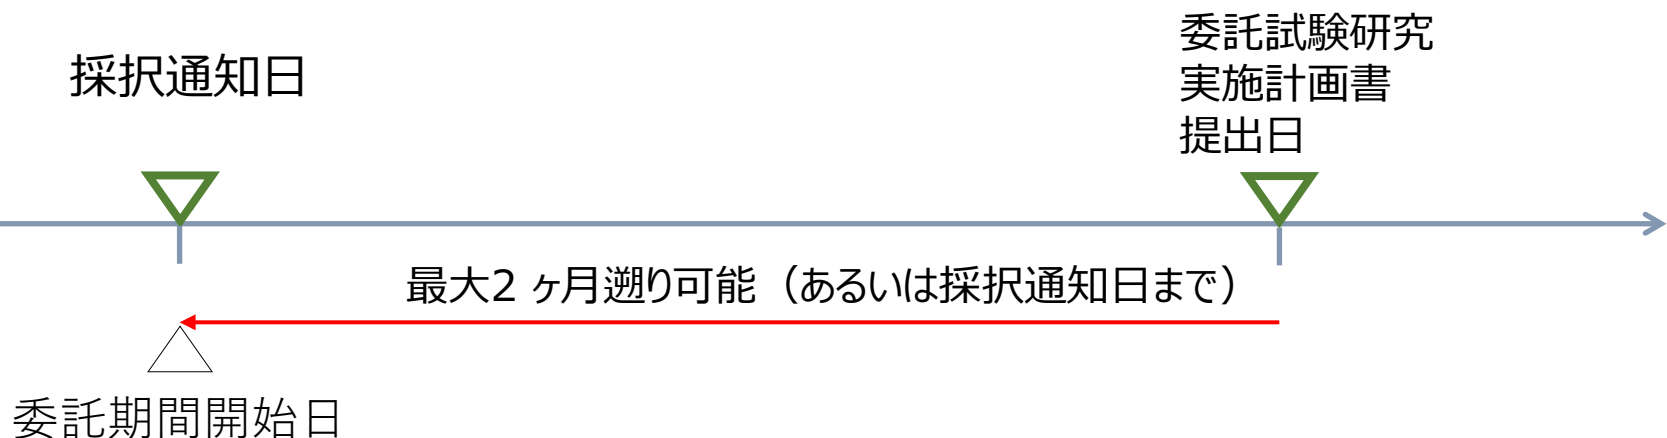 採択通知日
委託試験研究
実施計画書
提出日
最大2 ヶ月遡り可能（あるいは採択通知日まで）
委託期間開始日